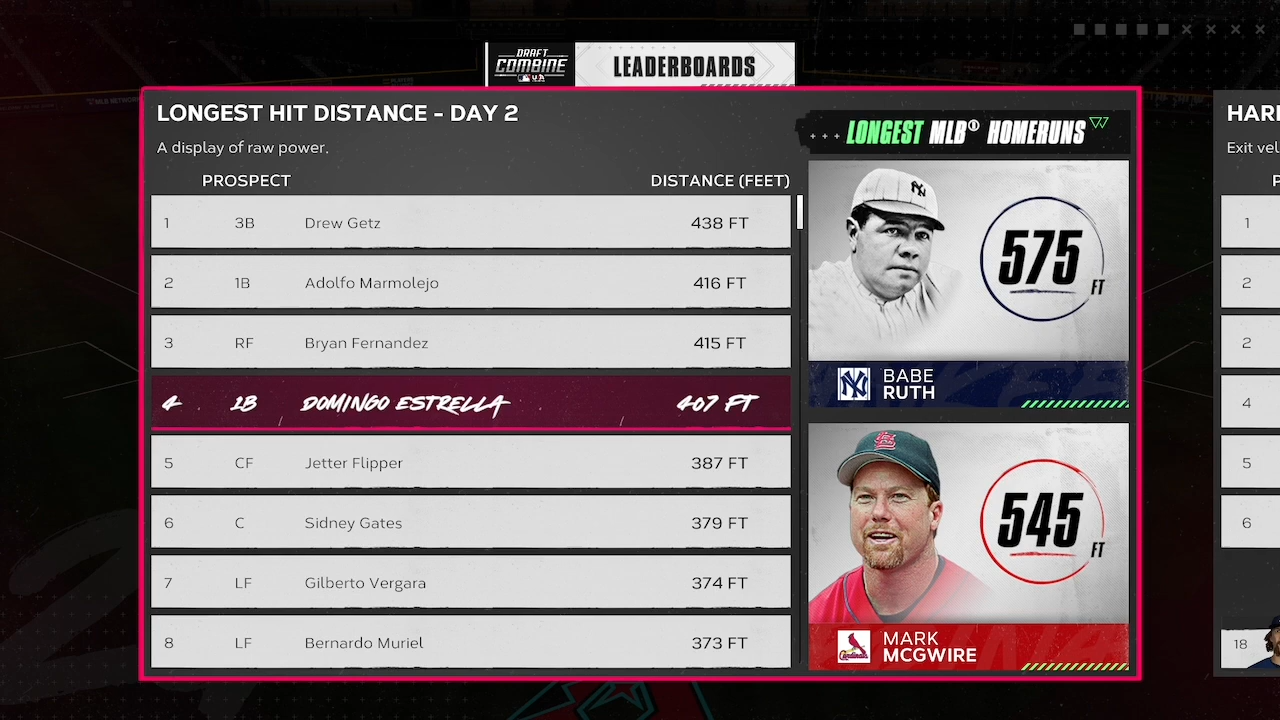 DRAFT
COMBINE
LEADERBOARDS
LONGEST HIT DISTANCE - DAY 2
A display of raw power.
PROSPECT DISTANCE (FEET)
1 3B Drew Getz 438 FT
2 1B Adolfo Marmolejo 416 FT
3 RF Bryan Fernandez 415 FT
4 1B DOMINGO ESTRELLA 407 FT
5 CF Jetter Flipper 387 FT
6 C Sidney Gates 379 FT
7 LF Gilberto Vergara 374 FT
8 LF Bernardo Muriel 373 FT
+ + + LONGEST MLB® HOMERUNS
575 FT
BABE
RUTH
545 FT
Cardinals
MARK
MCGWIRE
HARD
Exit vel
P
1
2
2
4
5
6
18